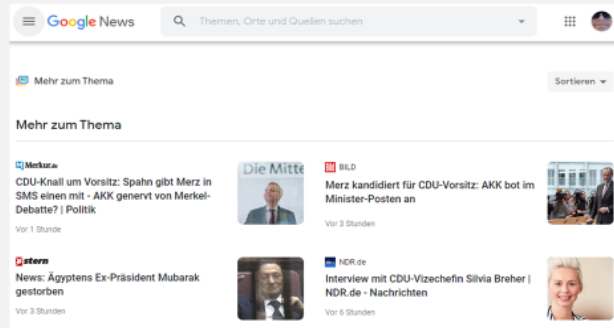 Google News
Themen, Orte und Quellen suchen
Mehr zum Thema
Sortieren
Mehr zum Thema
Merkur.de
CDU-Knall um Vorsitz: Spahn gibt Merz in
SMS einen mit - AKK genervt von Merkel-
Debatte? | Politik
Vor 1 Stunde
Die Mitte
BILD
Merz kandidiert für CDU-Vorsitz: AKK bot im
Minister-Posten an
Vor 3 Stunden
stern
News: Ägyptens Ex-Präsident Mubarak
gestorben
Vor 3 Stunden
NDR.de
Interview mit CDU-Vizechefin Silvia Breher |
NDR.de - Nachrichten
Vor 6 Stunden